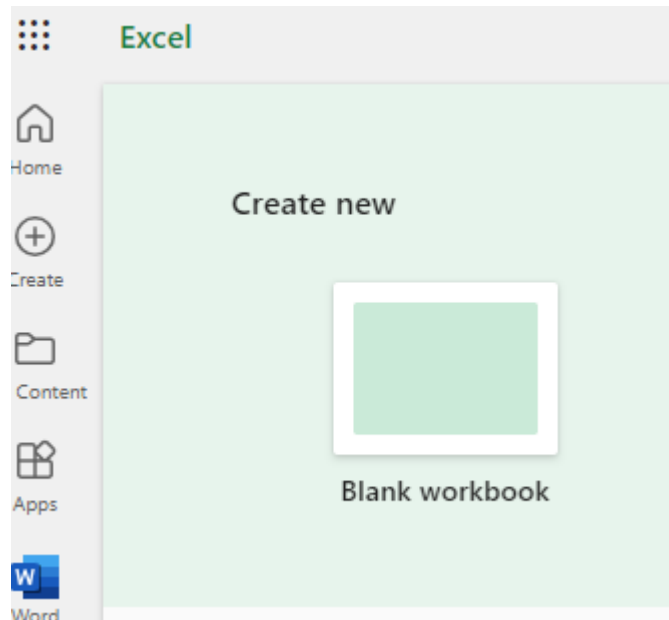 Excel
Home
Create
Content
Apps
Word
Create new
Blank workbook